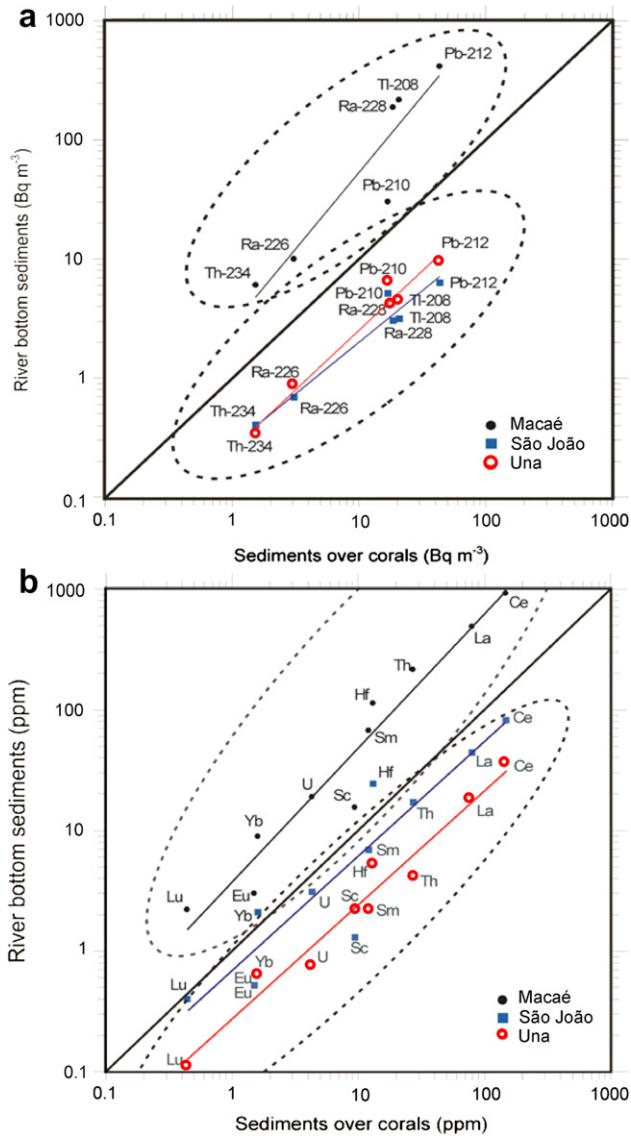 a
1000
Pb-212
Tl-208
Ra-228
100
Pb-210
Ra-226
Th-234
10
Pb-212
Pb-210
Pb-210
Tl-208
Pb-212
Ra-228
Tl-208
Ra-228
1
Ra-226
Th-234
Ra-226
Th-234
Macaé
São João
Una
0.1
0.1
1
10
100
1000
River bottom sediments (Bq m-3)
Sediments over corals (Bq m-3)
b
1000
Ce
La
Th
Hf
Sm
100
Ce
U
Hf
La
Sc
Ce
Yb
10
Th
La
Sm
Hf
Lu
Eu
Th
Yb
U
Sc
Sm
1
Sc
Yb
U
Lu
Eu
Eu
Lu
Macaé
São João
Una
0.1
0.1
1
10
100
1000
River bottom sediments (ppm)
Sediments over corals (ppm)